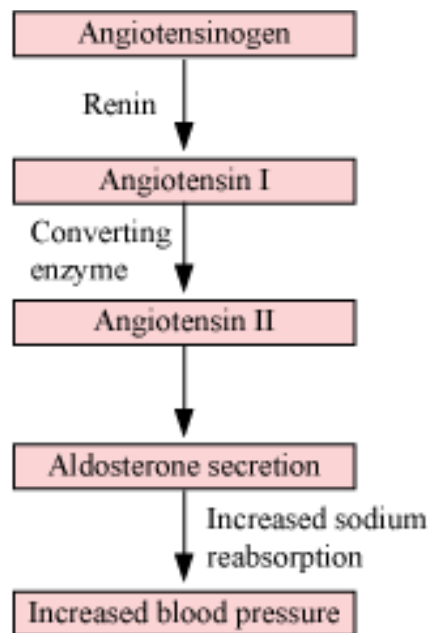 Angiotensinogen
Renin
Angiotensin I
Converting
enzyme
Angiotensin II
Aldosterone secretion
Increased sodium
reabsorption
Increased blood pressure